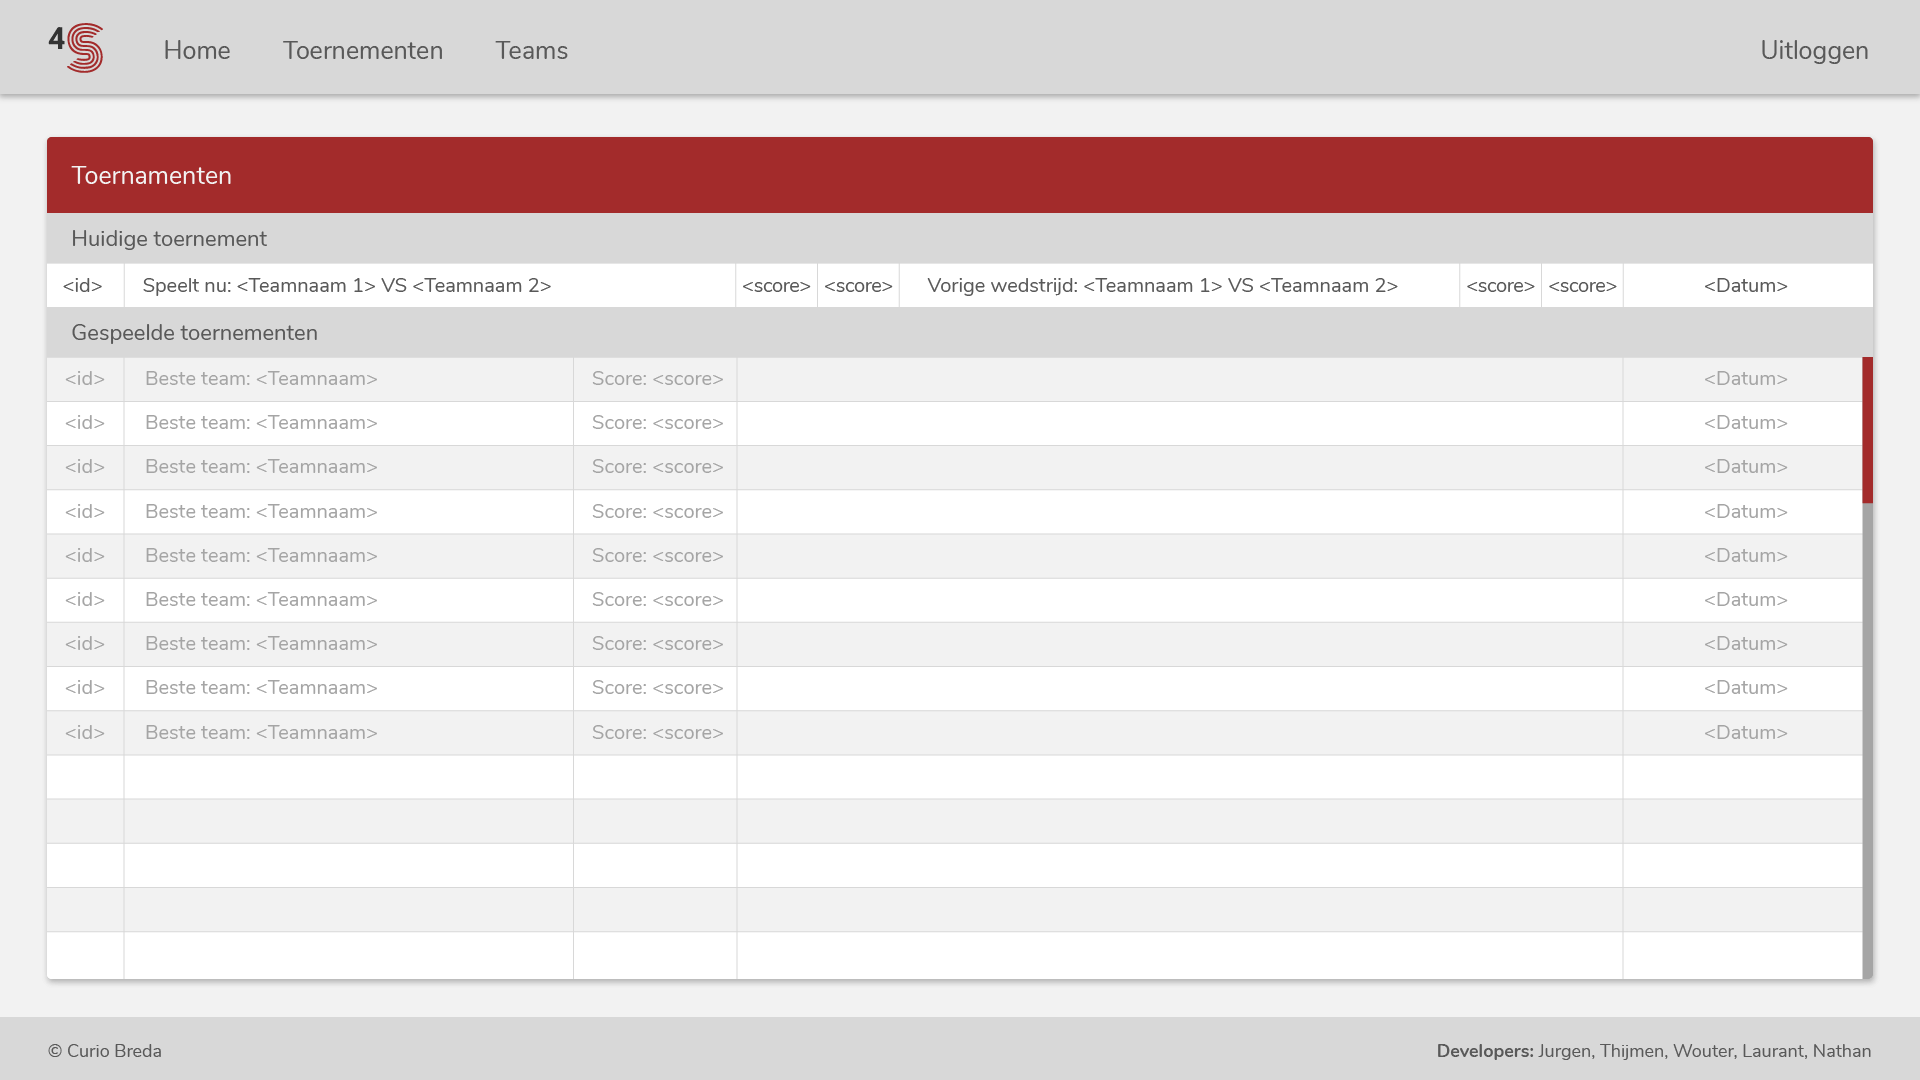 4S Home Toernementen Teams Uitloggen
Toernamenten
Huidige toernement
<id> Speelt nu: <Teamnaam 1> VS <Teamnaam 2> <score> <score> Vorige wedstrijd: <Teamnaam 1> VS <Teamnaam 2> <score> <score> <Datum>
Gespeelde toernementen
<id> Beste team: <Teamnaam> Score: <score> <Datum>
<id> Beste team: <Teamnaam> Score: <score> <Datum>
<id> Beste team: <Teamnaam> Score: <score> <Datum>
<id> Beste team: <Teamnaam> Score: <score> <Datum>
<id> Beste team: <Teamnaam> Score: <score> <Datum>
<id> Beste team: <Teamnaam> Score: <score> <Datum>
<id> Beste team: <Teamnaam> Score: <score> <Datum>
<id> Beste team: <Teamnaam> Score: <score> <Datum>
<id> Beste team: <Teamnaam> Score: <score> <Datum>
© Curio Breda Developers: Jurgen, Thijmen, Wouter, Laurant, Nathan